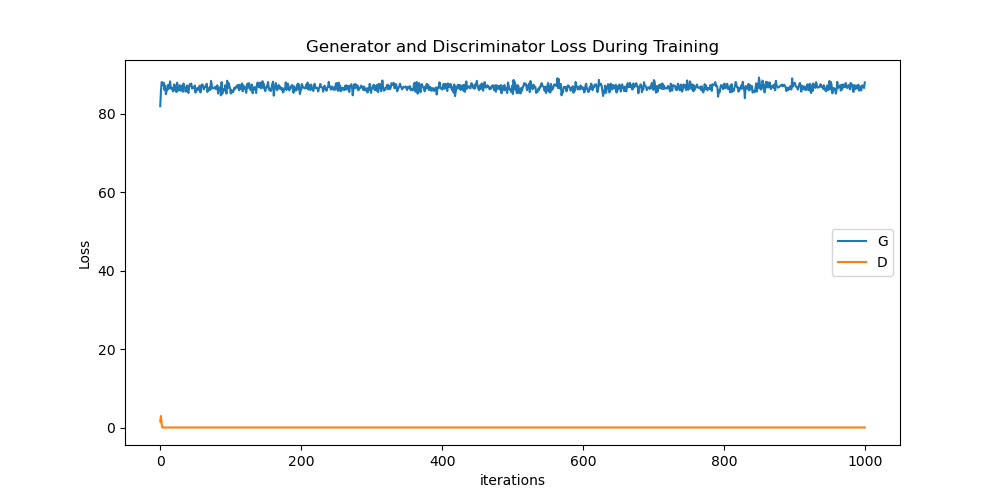 Generator and Discriminator Loss During Training
80
60
40
20
0
Loss
G
D
0 200 400 600 800 1000
iterations